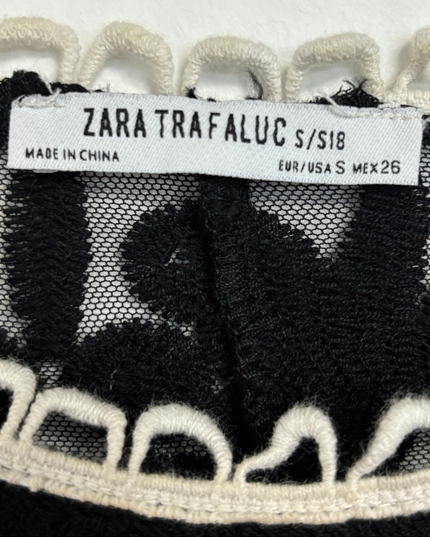 ZARA TRAFALUC S/S18
MADE IN CHINA
EUR/USA S MEX 26